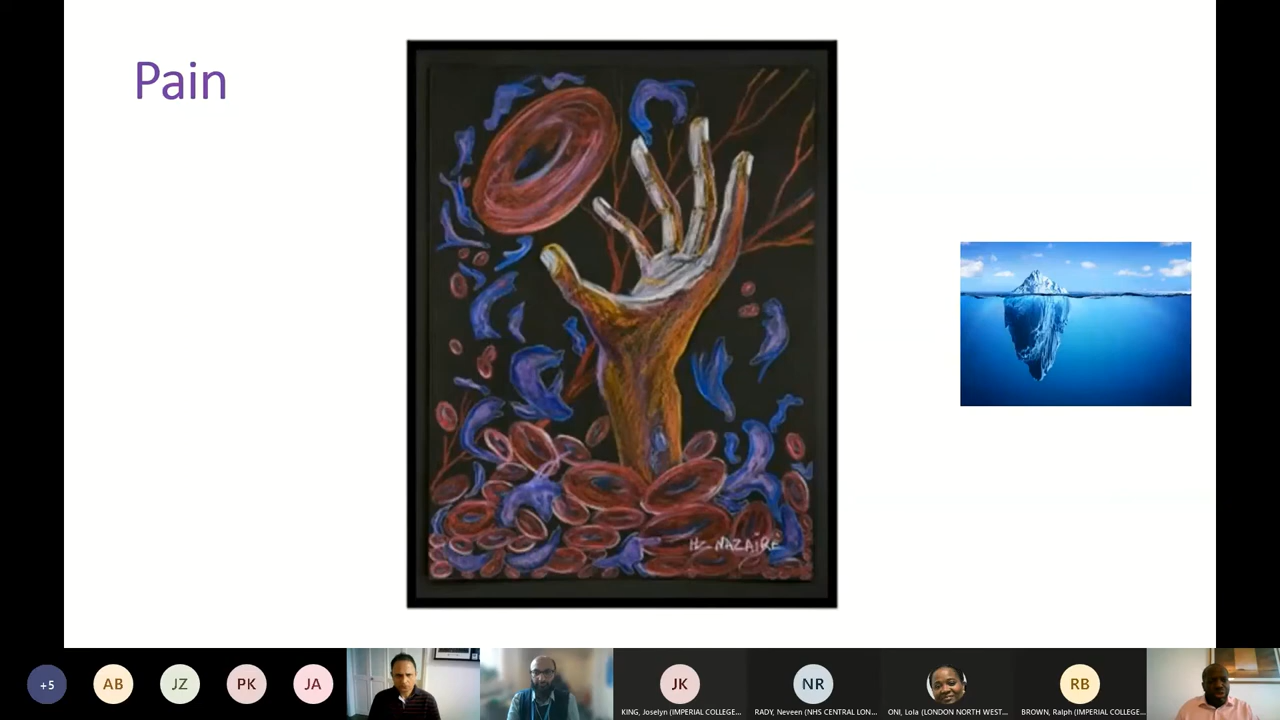 Pain
Hz NAZAIRE
+5
AB
JZ
PK
JA
JK
KING, Joselyn (IMPERIAL COLLEGE...
NR
RADY, Neveen (NHS CENTRAL LON...
ONI, Lola (LONDON NORTH WEST...
RB
BROWN, Ralph (IMPERIAL COLLEGE...